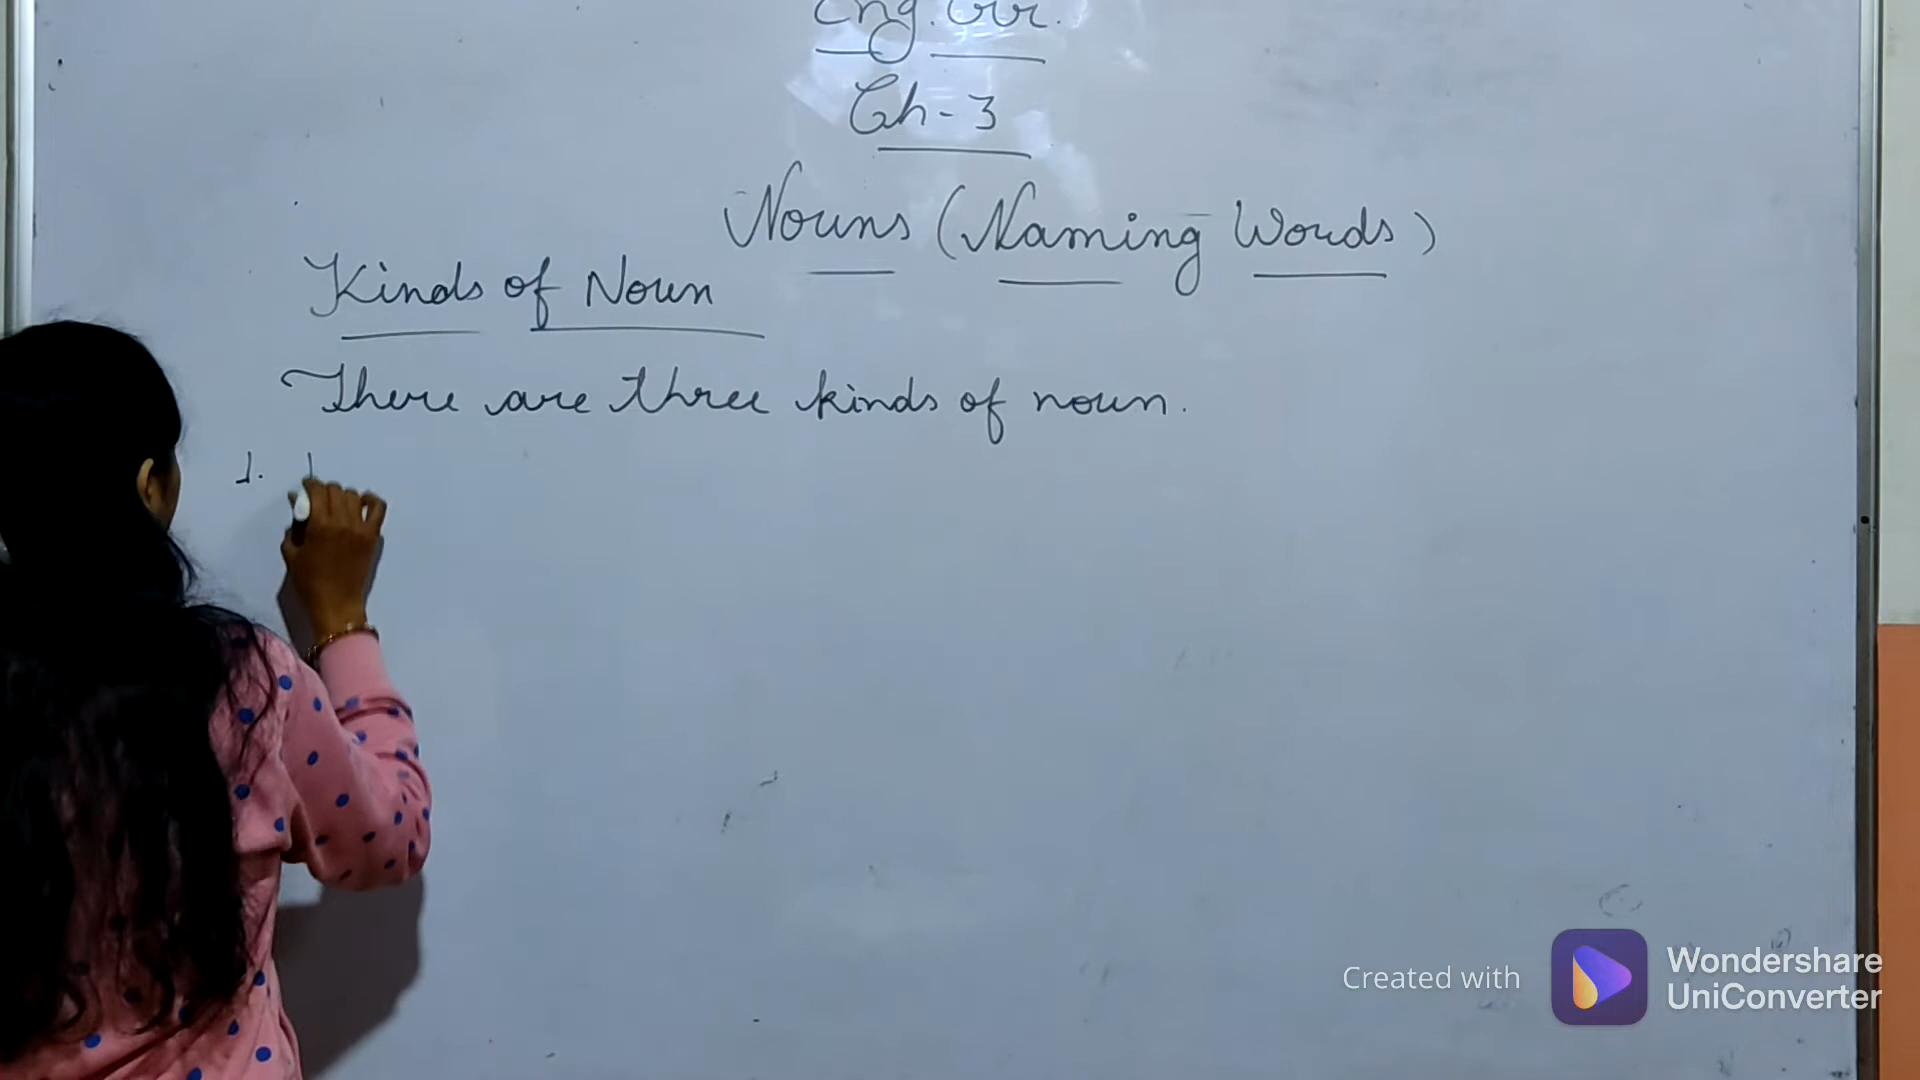 Eng. Gr.
Ch-3
Nouns (Naming Words)
Kinds of Noun
There are three kinds of noun.
1.
Created with
Wondershare
UniConverter